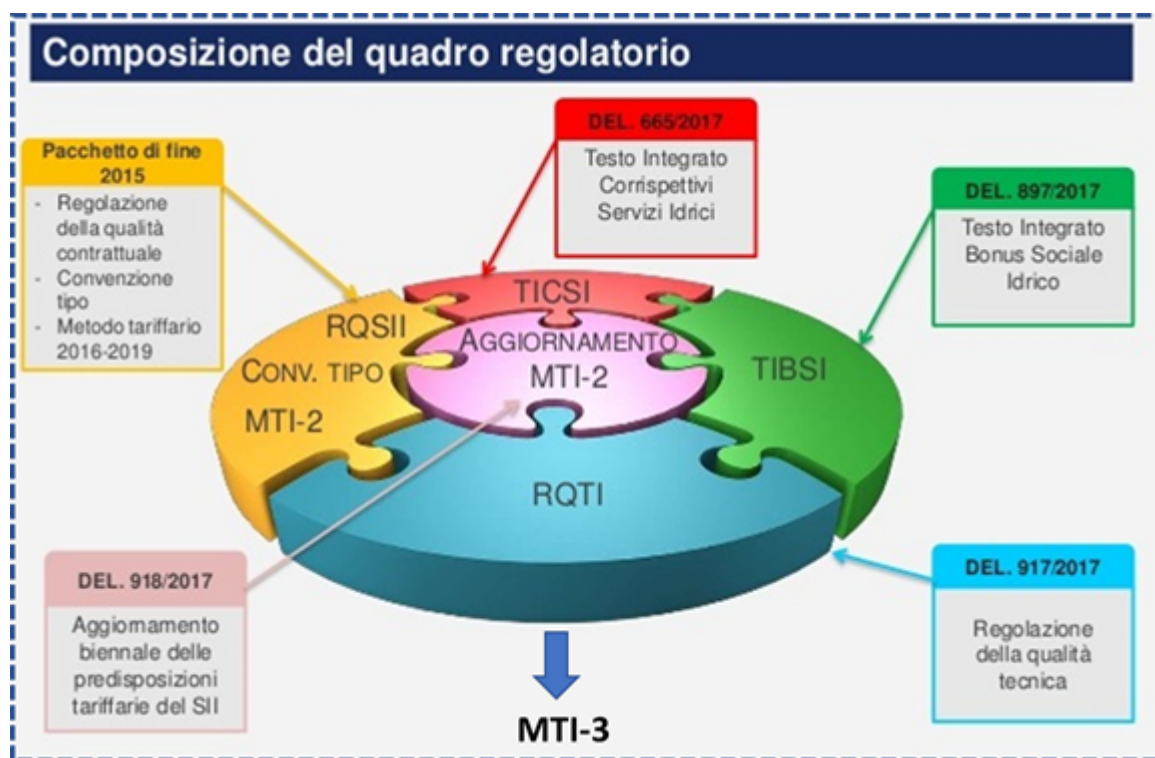 Composizione del quadro regolatorio
Pacchetto di fine
2015
- Regolazione
della qualità
contrattuale
- Convenzione
tipo
- Metodo tariffario
2016-2019
DEL. 665/2017
Testo Integrato
Corrispettivi
Servizi Idrici
DEL. 897/2017
Testo Integrato
Bonus Sociale
Idrico
TICSI
RQSII
CONV. TIPO
MTI-2
AGGIORNAMENTO
MTI-2
TIBSI
RQTI
DEL. 918/2017
Aggiornamento
biennale delle
predisposizioni
tariffarie del SII
DEL. 917/2017
Regolazione
della qualità
tecnica
MTI-3